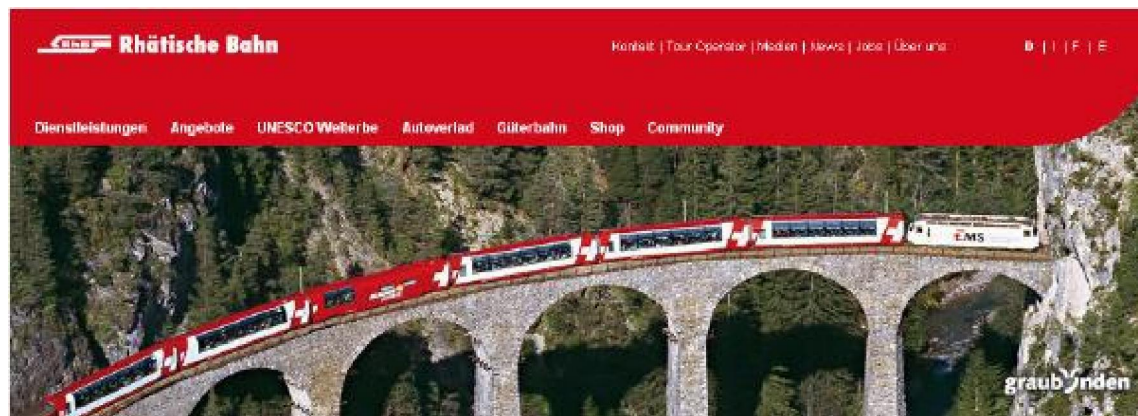 Rhätische Bahn
Kontakt | Tour Operator | Medien | News | Jobs | Über uns
D | I | F | E
Dienstleistungen Angebote UNESCO Welterbe Autoverlad Güterbahn Shop Community
EMS
graubünden